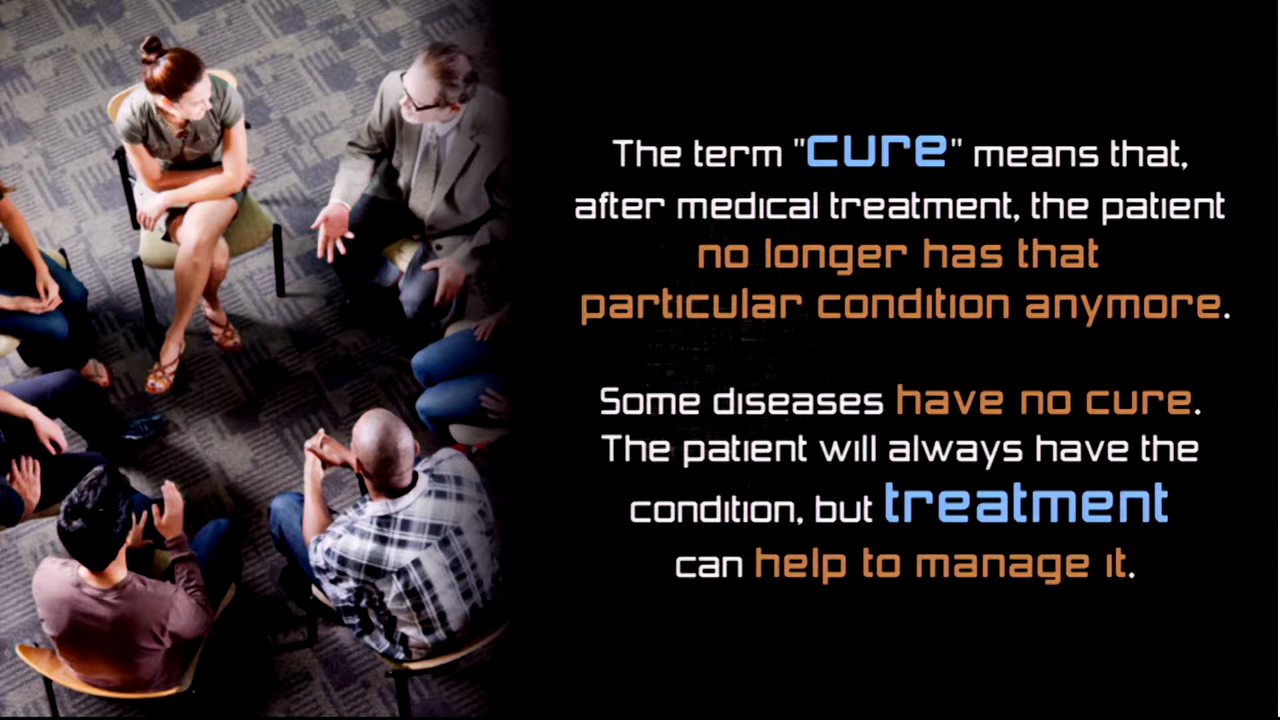 The term "cure" means that,
after medical treatment, the patient
no longer has that
particular condition anymore.
Some diseases have no cure.
The patient will always have the
condition, but treatment
can help to manage it.